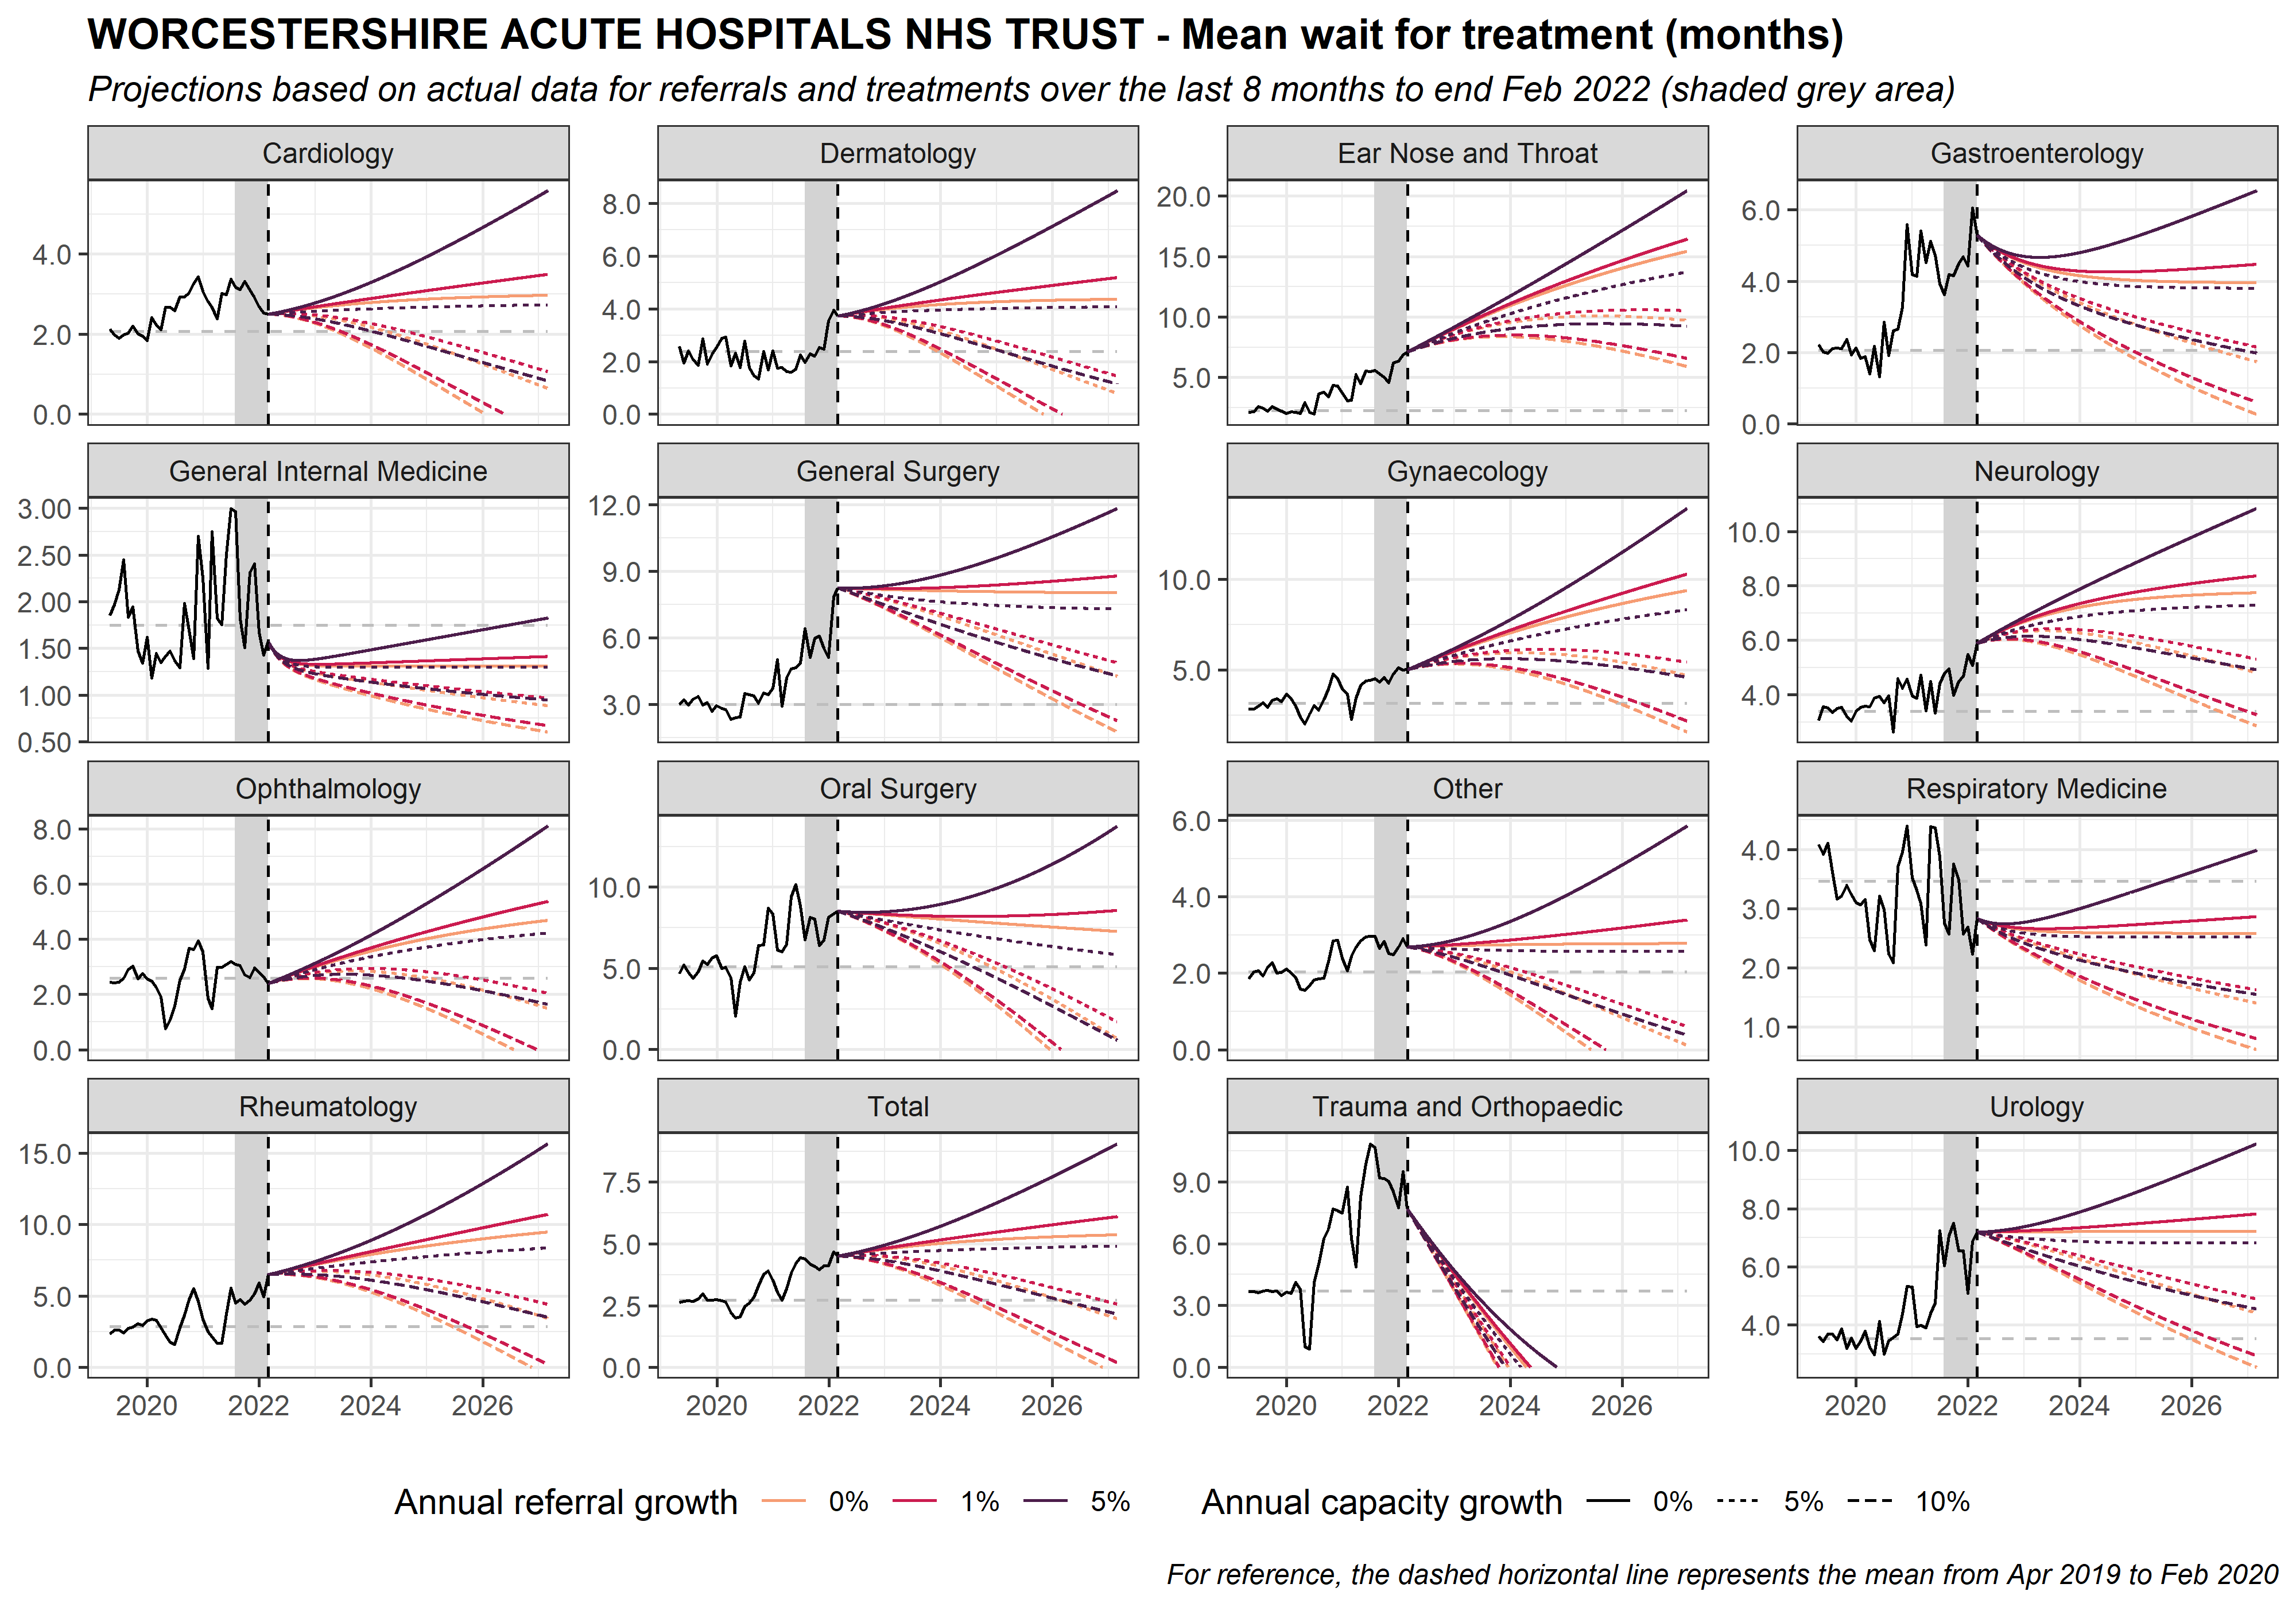 WORCESTERSHIRE ACUTE HOSPITALS NHS TRUST - Mean wait for treatment (months)
Projections based on actual data for referrals and treatments over the last 8 months to end Feb 2022 (shaded grey area)
Cardiology
Dermatology
Ear Nose and Throat
Gastroenterology
4.0
2.0
0.0
8.0
6.0
4.0
2.0
0.0
20.0
15.0
10.0
5.0
6.0
4.0
2.0
0.0
General Internal Medicine
General Surgery
Gynaecology
Neurology
3.00
2.50
2.00
1.50
1.00
0.50
12.0
9.0
6.0
3.0
10.0
5.0
10.0
8.0
6.0
4.0
Ophthalmology
Oral Surgery
Other
Respiratory Medicine
8.0
6.0
4.0
2.0
0.0
10.0
5.0
0.0
6.0
4.0
2.0
0.0
4.0
3.0
2.0
1.0
Rheumatology
Total
Trauma and Orthopaedic
Urology
15.0
10.0
5.0
0.0
7.5
5.0
2.5
0.0
9.0
6.0
3.0
0.0
10.0
8.0
6.0
4.0
2020 2022 2024 2026
2020 2022 2024 2026
2020 2022 2024 2026
2020 2022 2024 2026
Annual referral growth 0% 1% 5%
Annual capacity growth 0% 5% 10%
For reference, the dashed horizontal line represents the mean from Apr 2019 to Feb 2020